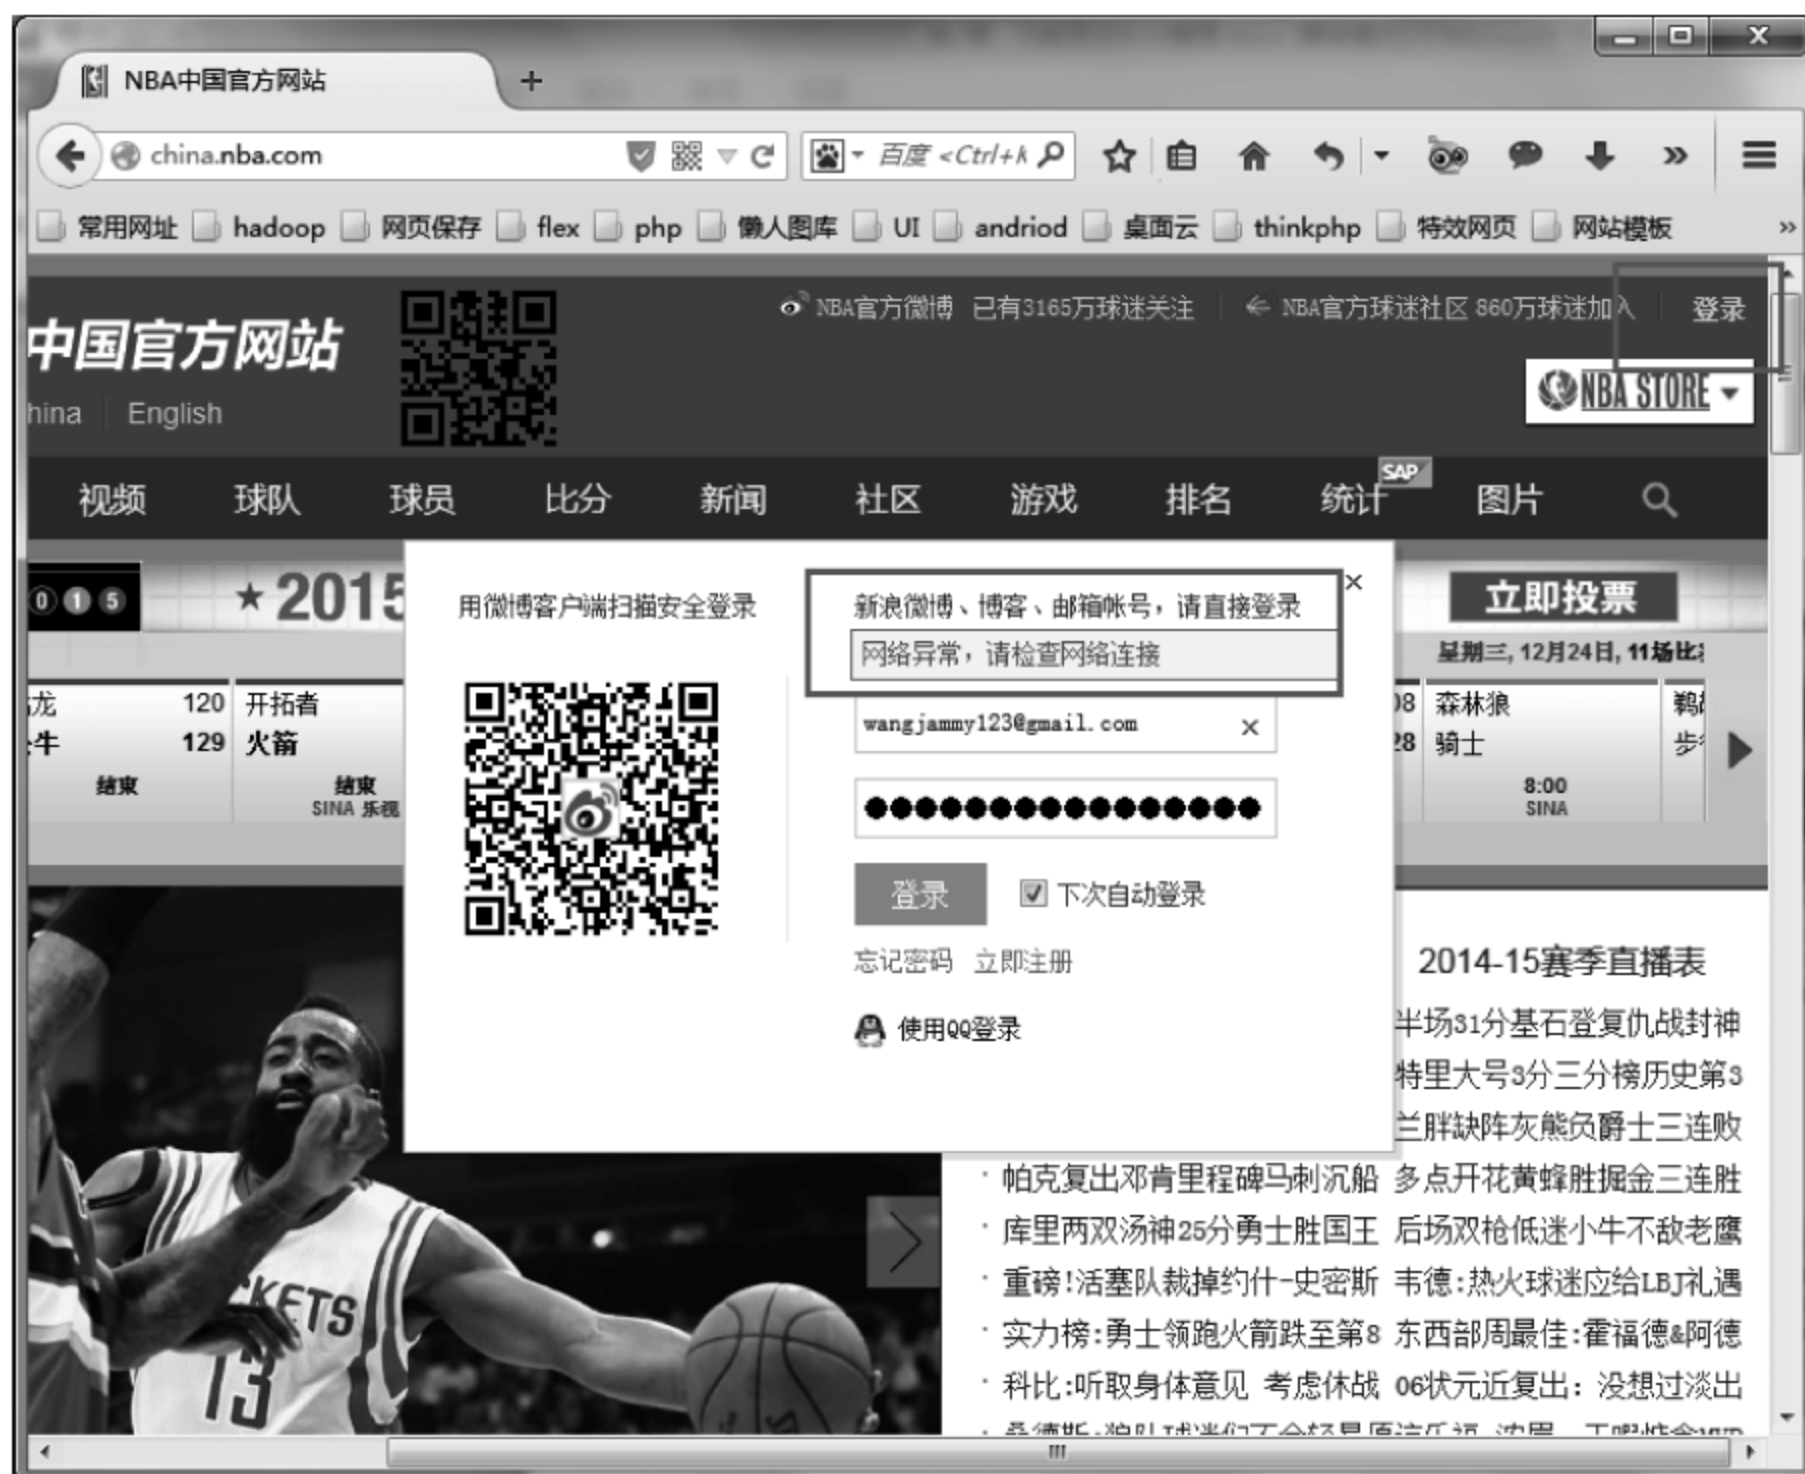 NBA中国官方网站
china.nba.com
百度 <Ctrl+k
常用网址 hadoop 网页保存 flex php 懒人图库 UI andriod 桌面云 thinkphp 特效网页 网站模板
NBA官方微博 已有3165万球迷关注 NBA官方球迷社区 860万球迷加入 登录
中国官方网站
hina English
NBA STORE
视频 球队 球员 比分 新闻 社区 游戏 排名 统计 SAP 图片
0 1 5
★2015
立即投票
用微博客户端扫描安全登录
新浪微博、博客、邮箱帐号，请直接登录
网络异常，请检查网络连接
wangjammy123@gmail.com
登录 下次自动登录
忘记密码 立即注册
使用QQ登录
星期三, 12月24日, 11场比
龙 120
牛 129
结束
开拓者
火箭
结束
SINA 乐视
08
28
森林狼
骑士
8:00
SINA
2014-15赛季直播表
半场31分基石登复仇战封神
特里大号3分三分榜历史第3
兰胖缺阵灰熊负爵士三连败
· 帕克复出邓肯里程碑马刺沉船 多点开花黄蜂胜掘金三连胜
· 库里两双汤神25分勇士胜国王 后场双枪低迷小牛不敌老鹰
· 重磅!活塞队裁掉约什-史密斯 韦德:热火球迷应给LBJ礼遇
· 实力榜:勇士领跑火箭跌至第8 东西部周最佳:霍福德&阿德
· 科比:听取身体意见 考虑休战 06状元近复出：没想过淡出
CKETS
13